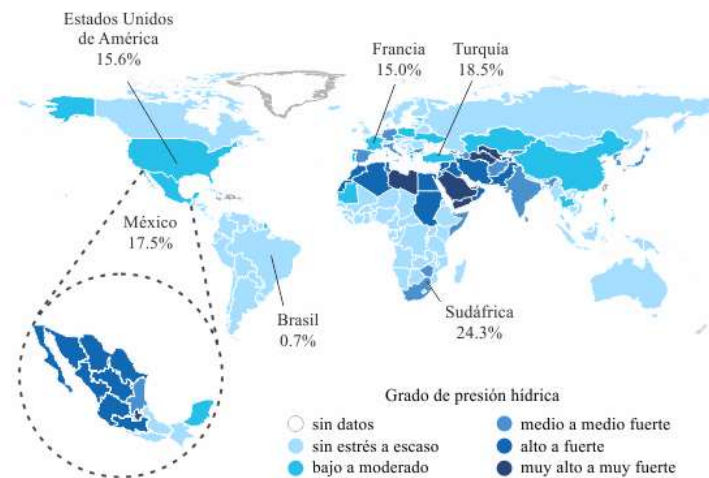 Estados Unidos
de América
15.6%
Francia
15.0%
Turquía
18.5%
México
17.5%
Brasil
0.7%
Sudáfrica
24.3%
Grado de presión hídrica
sin datos
sin estrés a escaso
bajo a moderado
medio a medio fuerte
alto a fuerte
muy alto a muy fuerte